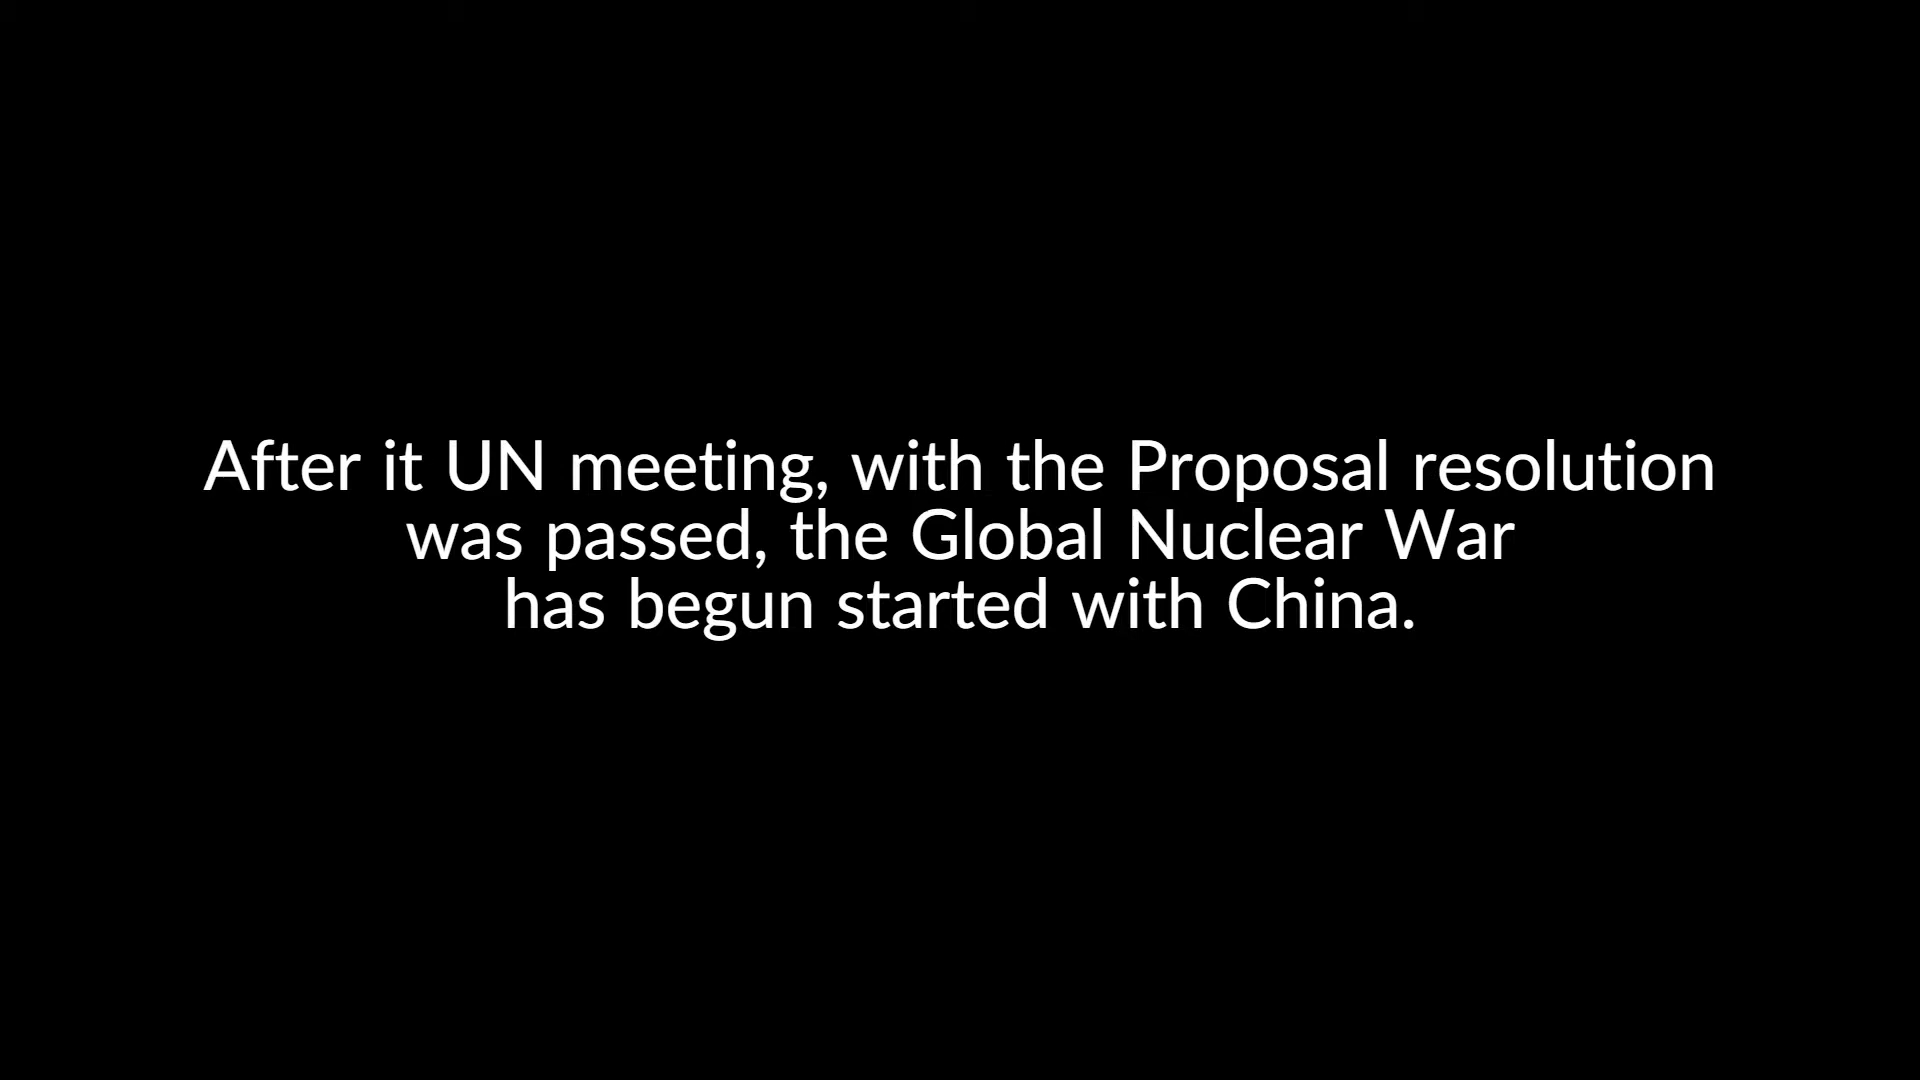 After it UN meeting, with the Proposal resolution
was passed, the Global Nuclear War
has begun started with China.